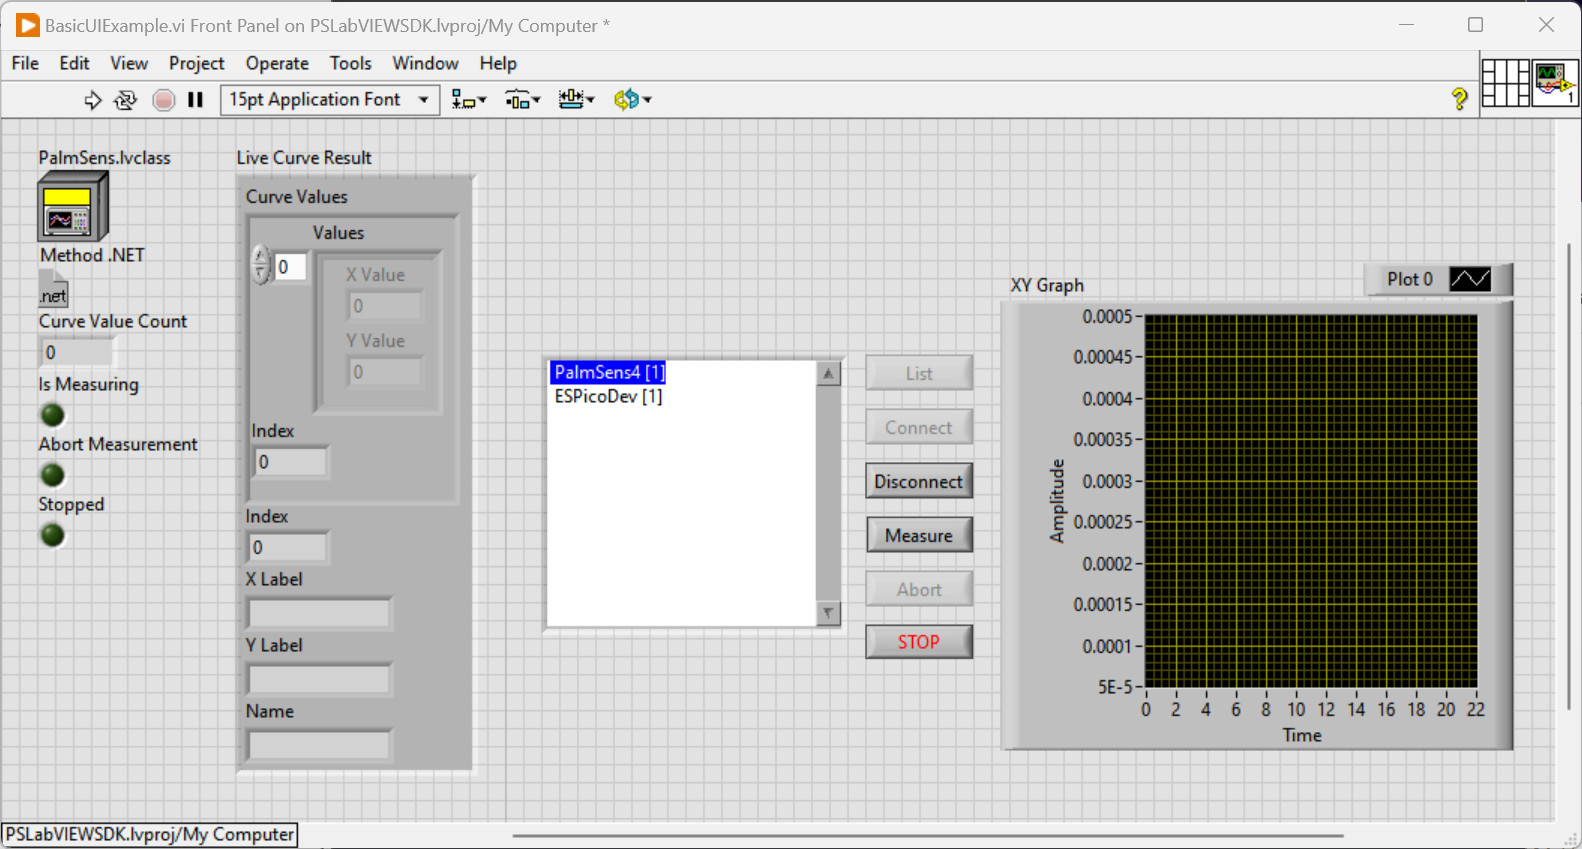 BasicUIExample.vi Front Panel on PSLabVIEWSDK.lvproj/My Computer *
File Edit View Project Operate Tools Window Help
15pt Application Font
1
PalmSens.lvclass
Method .NET
.net
Curve Value Count
0
Is Measuring
Abort Measurement
Stopped
Live Curve Result
Curve Values
Values
0
X Value
0
Y Value
0
Index
0
Index
0
X Label
Y Label
Name
PalmSens4 [1]
ESPicoDev [1]
List
Connect
Disconnect
Measure
Abort
STOP
XY Graph
Plot 0
Amplitude
0.0005
0.00045
0.0004
0.00035
0.0003
0.00025
0.0002
0.00015
0.0001
5E-5
0 2 4 6 8 10 12 14 16 18 20 22
Time
PSLabVIEWSDK.lvproj/My Computer